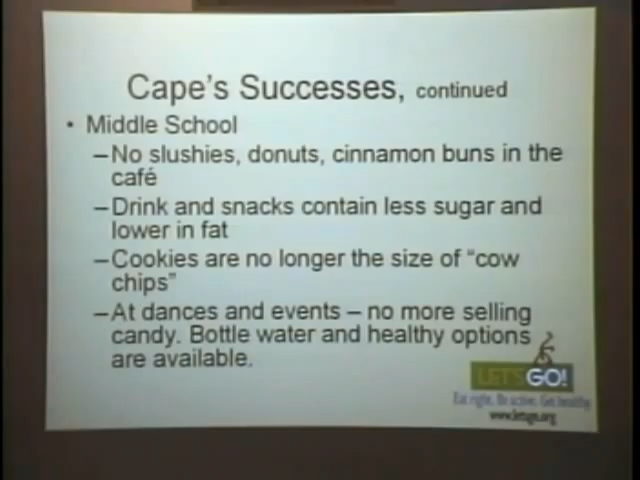 Cape's Successes, continued
• Middle School
–No slushies, donuts, cinnamon buns in the
café
–Drink and snacks contain less sugar and
lower in fat
–Cookies are no longer the size of “cow
chips”
–At dances and events – no more selling
candy. Bottle water and healthy options
are available.
LET'S GO!
Eat right. Be active. Get healthy.
www.letsgo.org